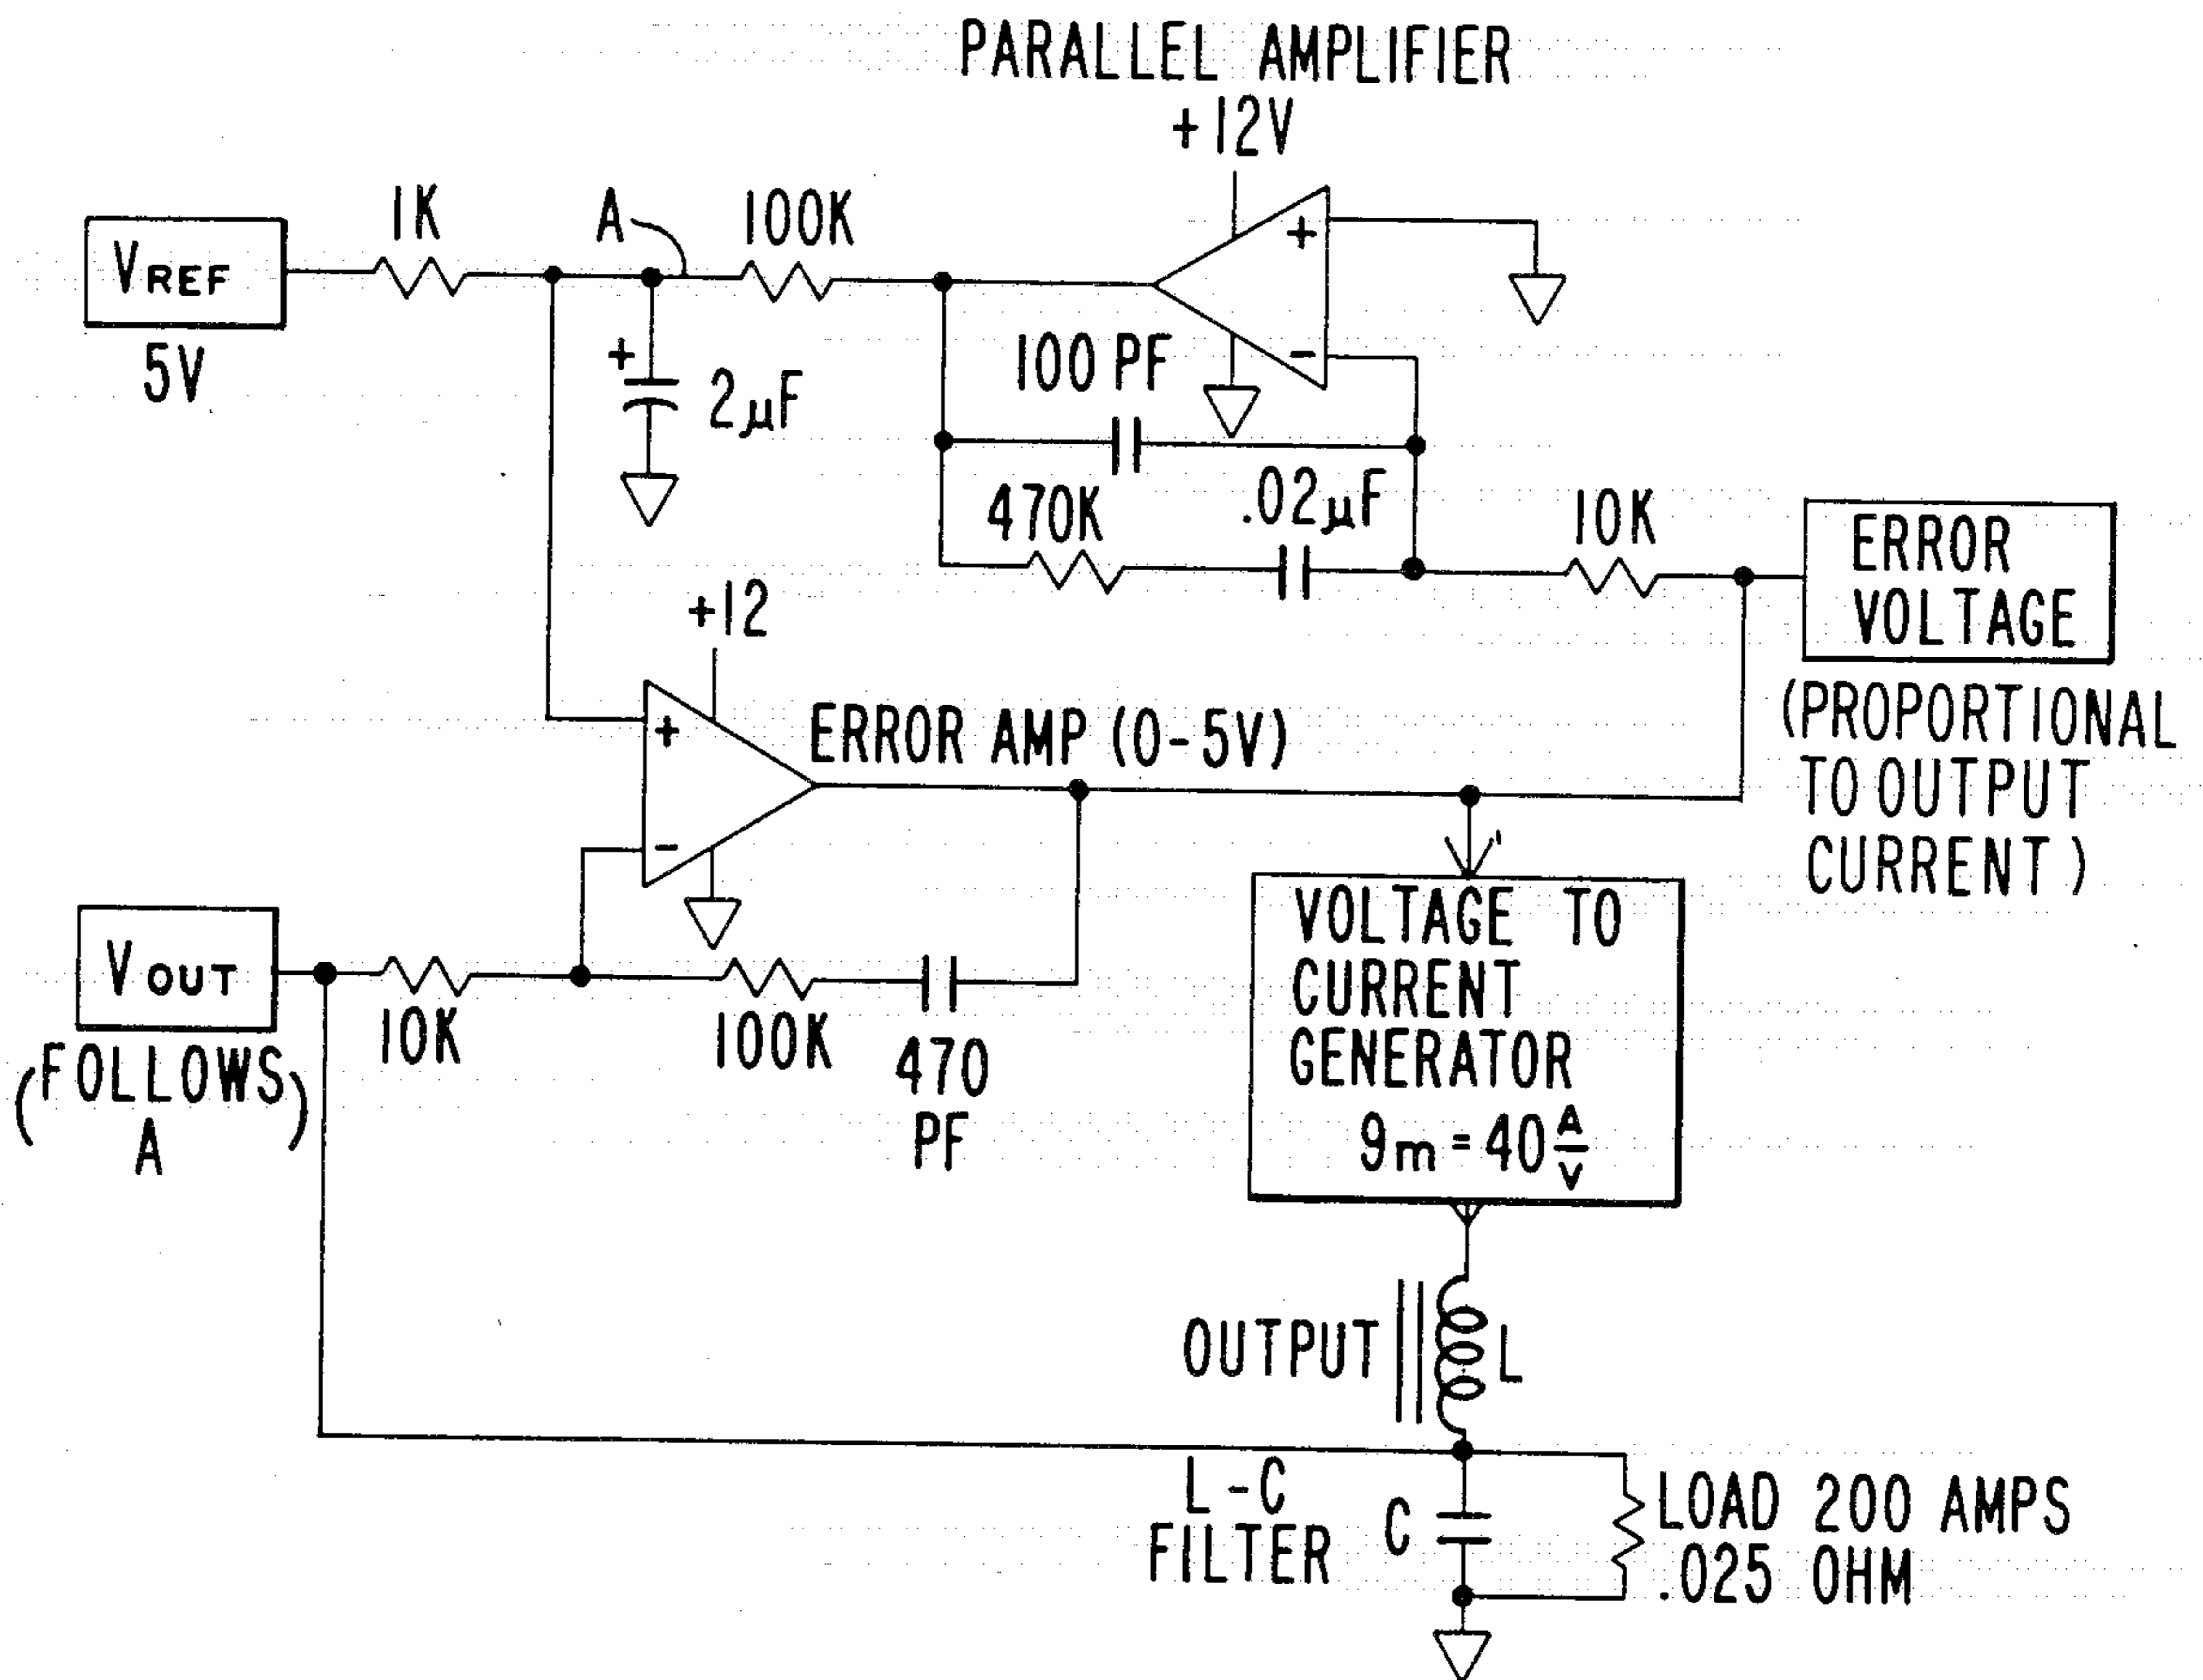 PARALLEL AMPLIFIER
+12V
1K
A
100K
VREF
5V
+
2µF
+
-
100 PF
470K
.02µF
10K
ERROR
VOLTAGE
(PROPORTIONAL
TO OUTPUT
CURRENT)
+12
+
-
ERROR AMP (0-5V)
VOUT
(FOLLOWS
A)
10K
100K
470
PF
VOLTAGE TO
CURRENT
GENERATOR
9m = 40 A/V
OUTPUT
L
L-C
FILTER
C
LOAD 200 AMPS
.025 OHM